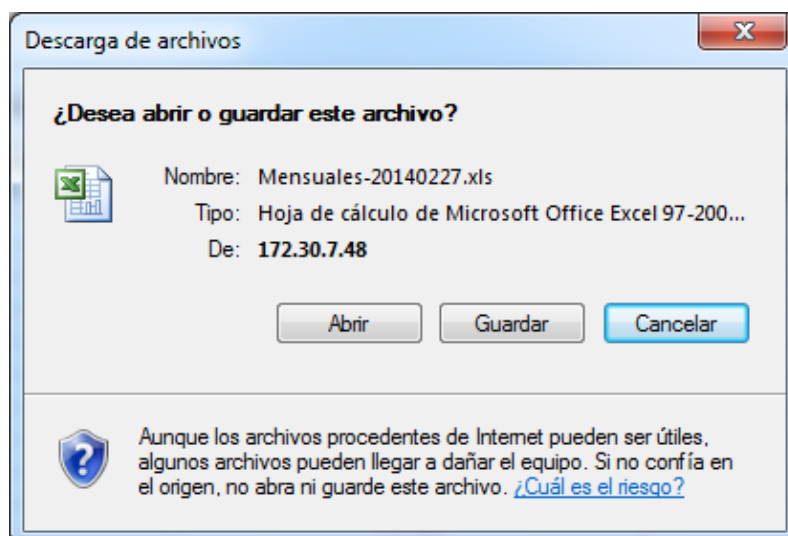 Descarga de archivos
¿Desea abrir o guardar este archivo?
Nombre: Mensuales-20140227.xls
Tipo: Hoja de cálculo de Microsoft Office Excel 97-200...
De: 172.30.7.48
Abrir Guardar Cancelar
Aunque los archivos procedentes de Internet pueden ser útiles,
algunos archivos pueden llegar a dañar el equipo. Si no confía en
el origen, no abra ni guarde este archivo. ¿Cuál es el riesgo?